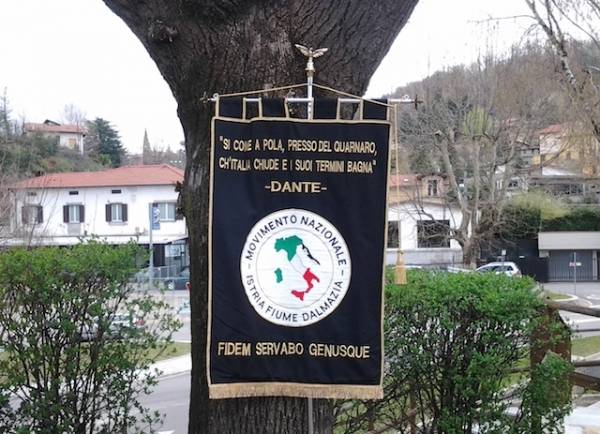 "SI COME A POLA, PRESSO DEL QUARNARO,
CH'ITALIA CHIUDE E I SUOI TERMINI BAGNA"
-DANTE-
- MOVIMENTO NAZIONALE -
ISTRIA FIUME DALMAZIA
FIDEM SERVABO GENUSQUE